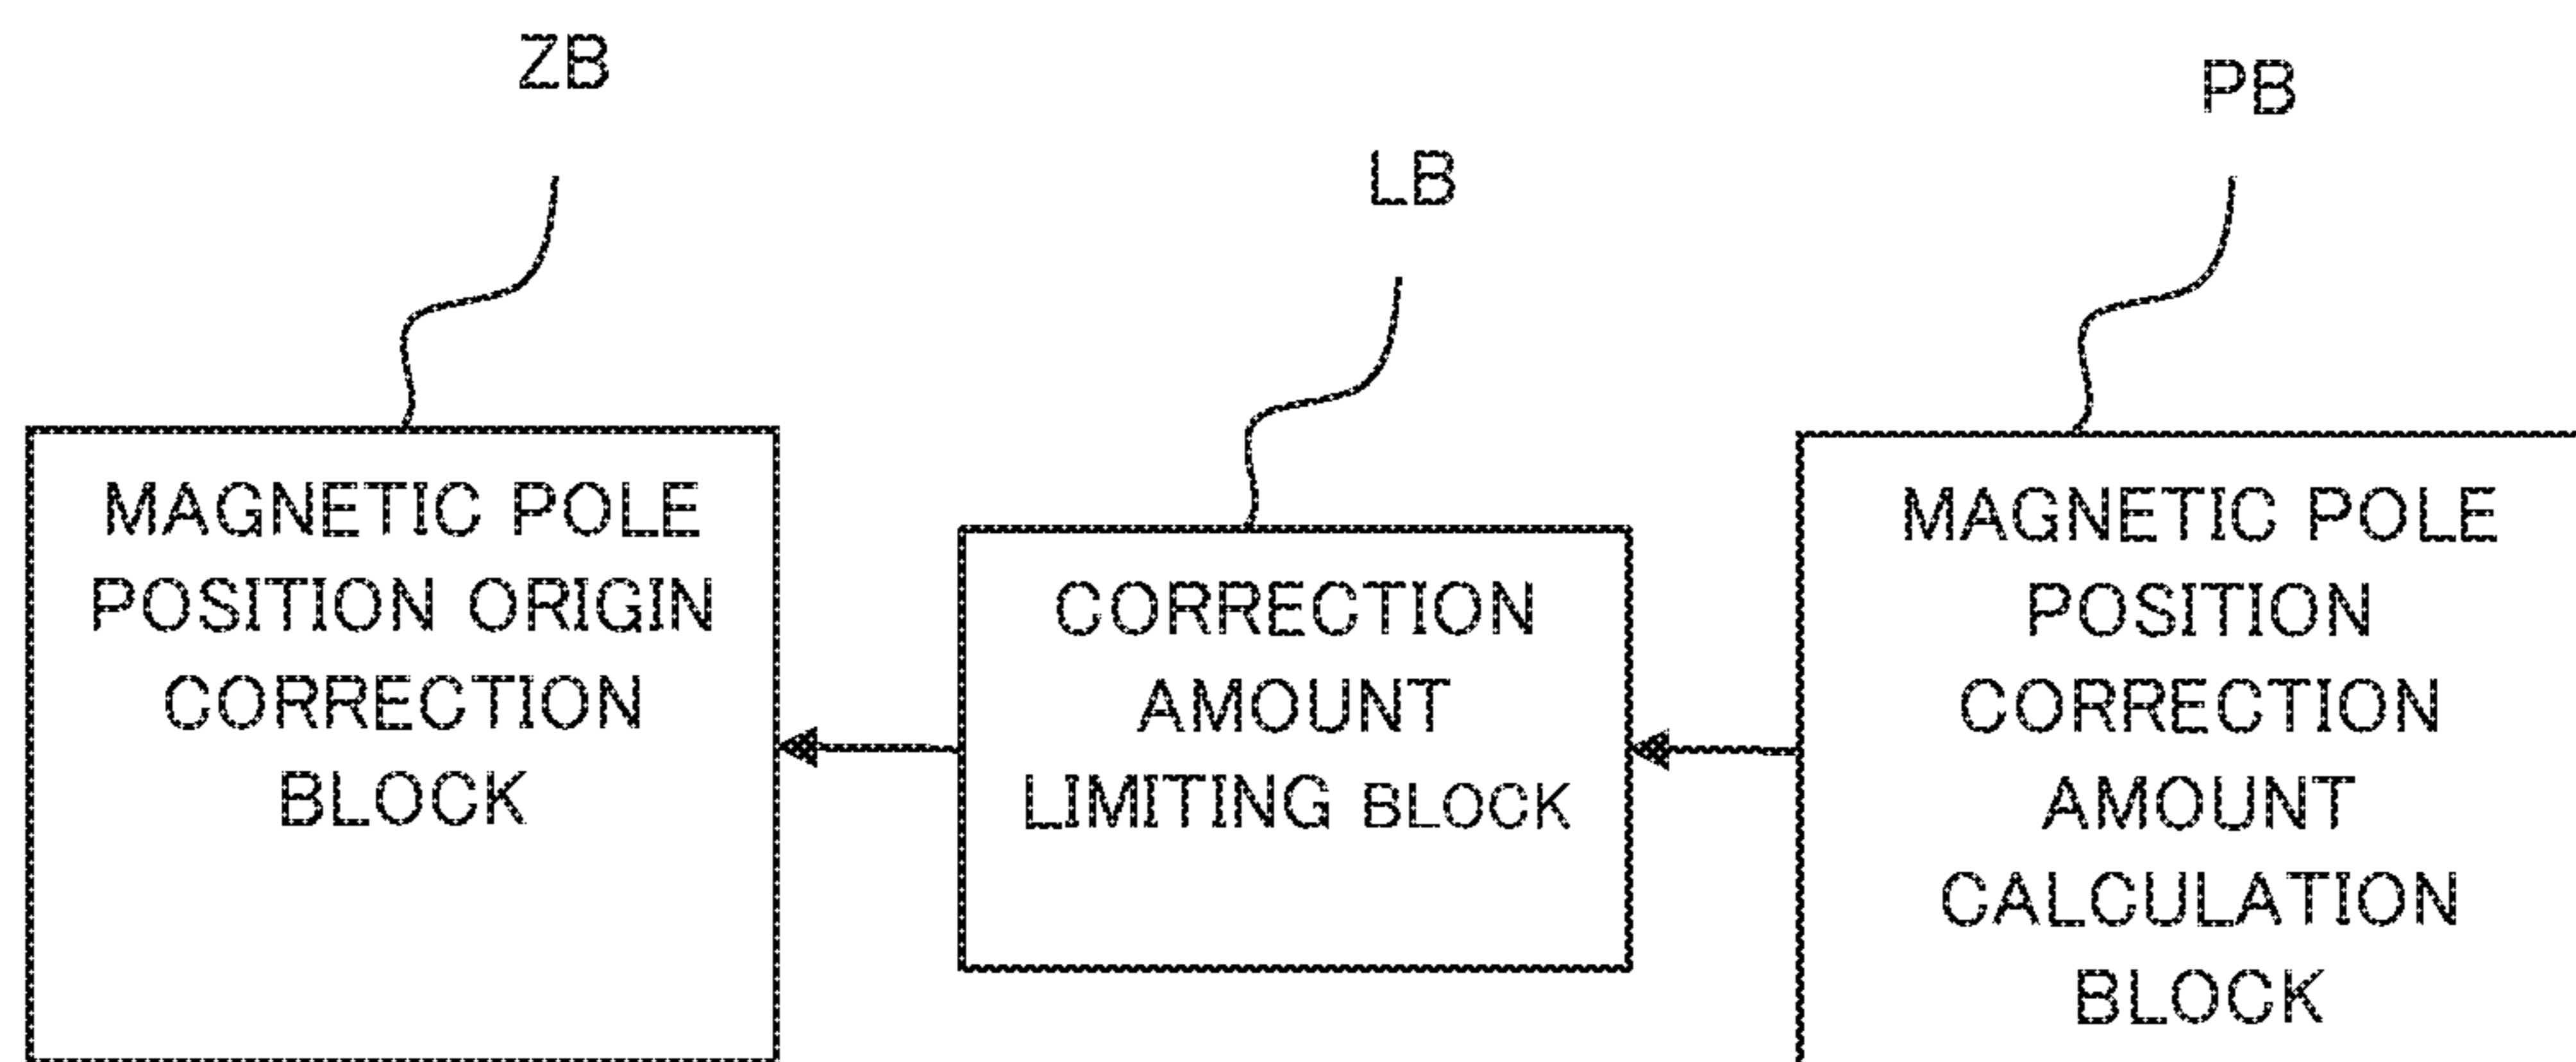 ZB
MAGNETIC POLE
POSITION ORIGIN
CORRECTION
BLOCK
LB
CORRECTION
AMOUNT
LIMITING BLOCK
PB
MAGNETIC POLE
POSITION
CORRECTION
AMOUNT
CALCULATION
BLOCK